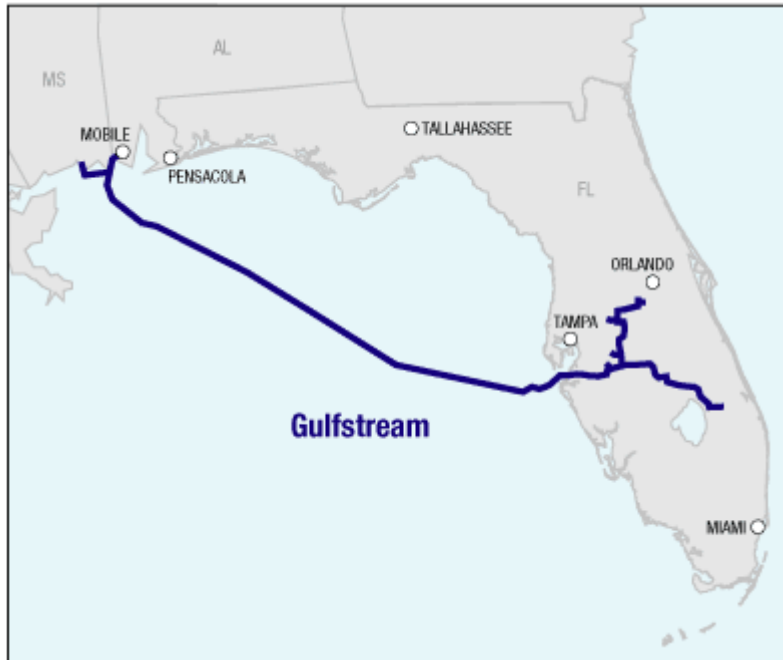 AL
MS
MOBILE
TALLAHASSEE
PENSACOLA
FL
ORLANDO
TAMPA
Gulfstream
MIAMI